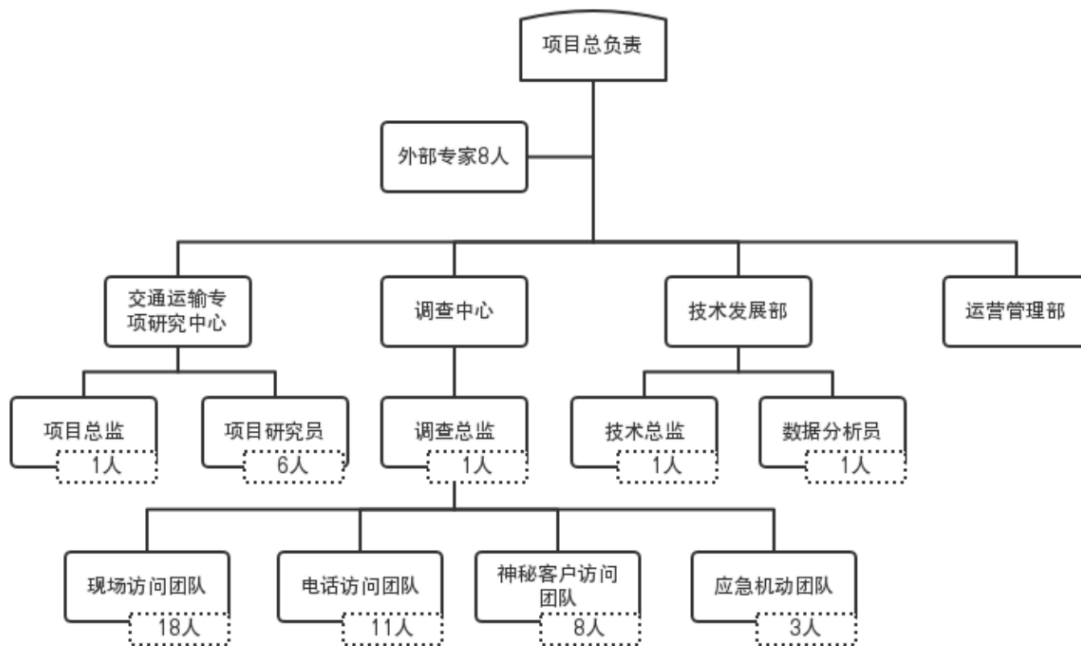 项目总负责
外部专家8人
交通运输专
项研究中心
调查中心
技术发展部
运营管理部
项目总监
1人
项目研究员
6人
调查总监
1人
技术总监
1人
数据分析员
1人
现场访问团队
18人
电话访问团队
11人
神秘客户访问
团队
8人
应急机动团队
3人